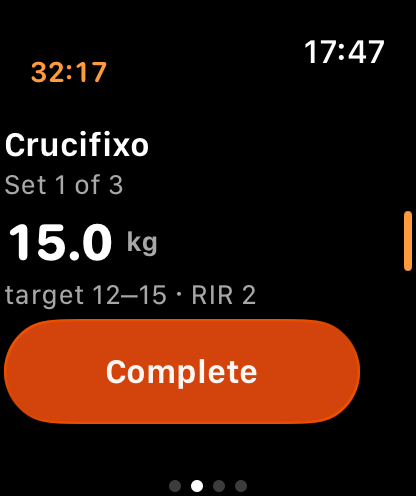 17:47
32:17
Crucifixo
Set 1 of 3
15.0 kg
target 12–15 · RIR 2
Complete